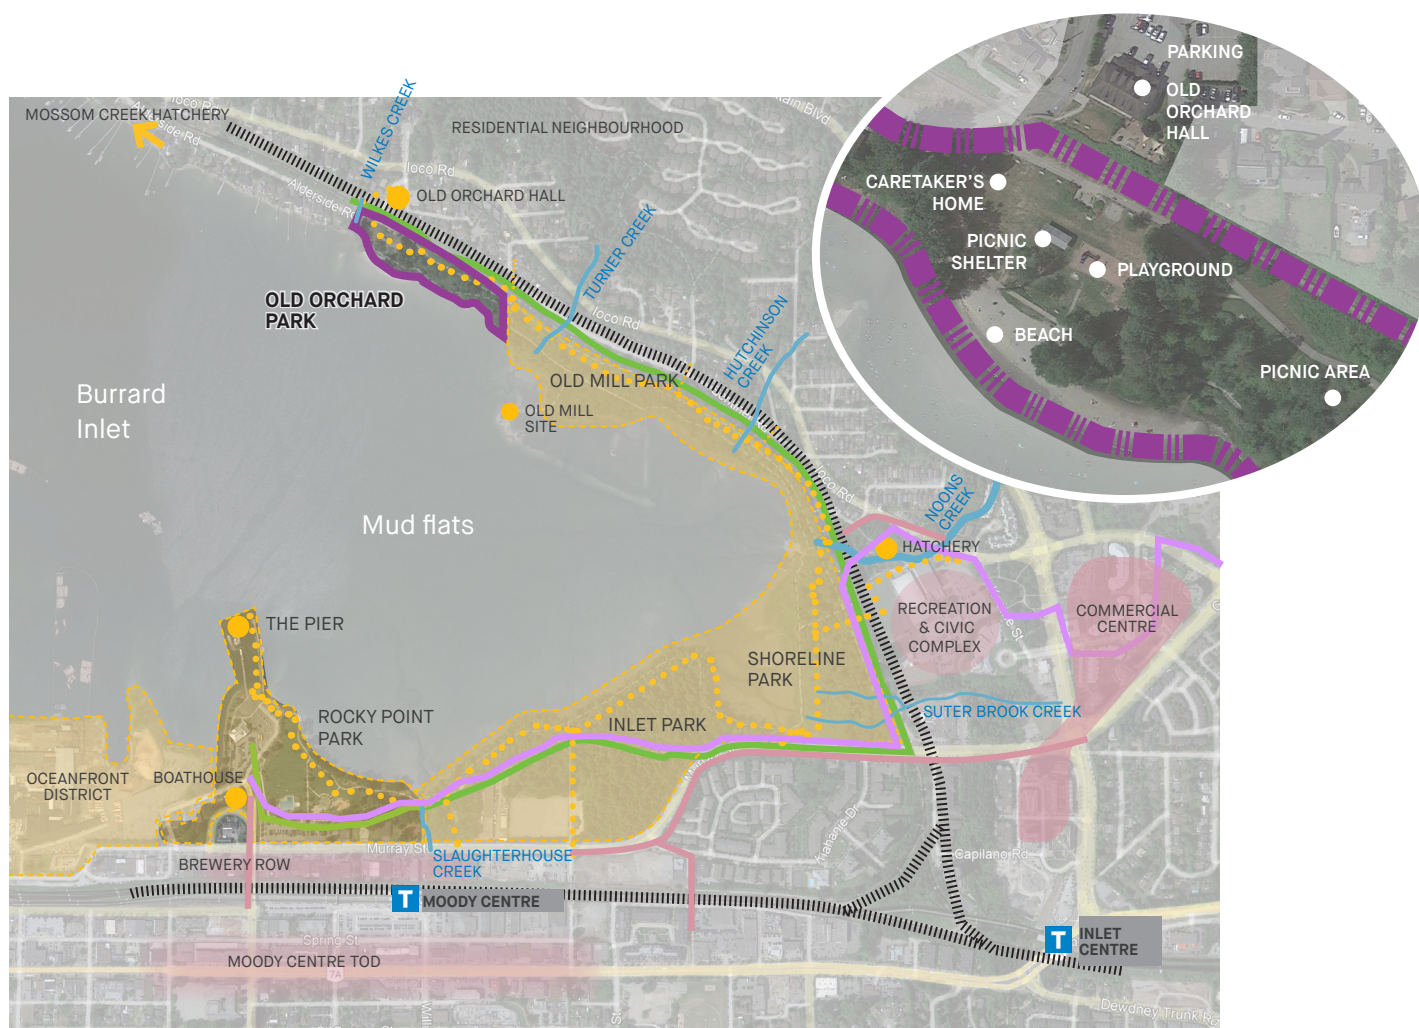 PARKING
OLD
ORCHARD
HALL
CARETAKER'S
HOME
PICNIC
SHELTER
PLAYGROUND
BEACH
PICNIC AREA
MOSSOM CREEK HATCHERY
Alderside Rd
Ioco Rd
WILKES CREEK
RESIDENTIAL NEIGHBOURHOOD
Ioco Rd
Alderside Rd
OLD ORCHARD HALL
TURNER CREEK
OLD ORCHARD
PARK
Ioco Rd
HUTCHINSON
CREEK
OLD MILL PARK
Burrard
Inlet
OLD MILL
SITE
Ioco Rd
NOONS
CREEK
Mud flats
HATCHERY
RECREATION
& CIVIC
COMPLEX
COMMERCIAL
CENTRE
THE PIER
SHORELINE
PARK
ROCKY POINT
PARK
INLET PARK
SUTER BROOK CREEK
OCEANFRONT
DISTRICT
BOATHOUSE
Murray St
SLAUGHTERHOUSE
CREEK
BREWERY ROW
Capilano Rd
T MOODY CENTRE
T INLET
CENTRE
Spring St
MOODY CENTRE TOD
7A
Dewdney Trunk Rd